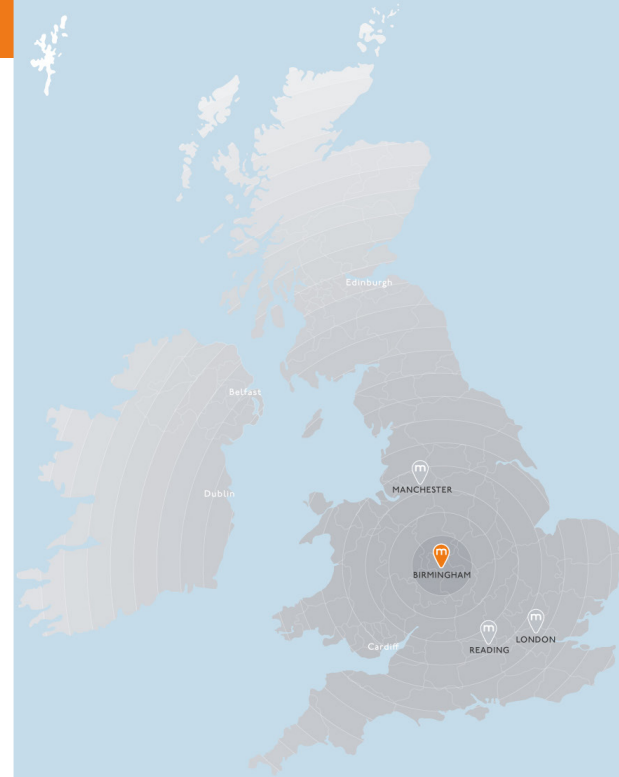 Edinburgh
Belfast
m
MANCHESTER
Dublin
m
BIRMINGHAM
m
LONDON
m
READING
Cardiff